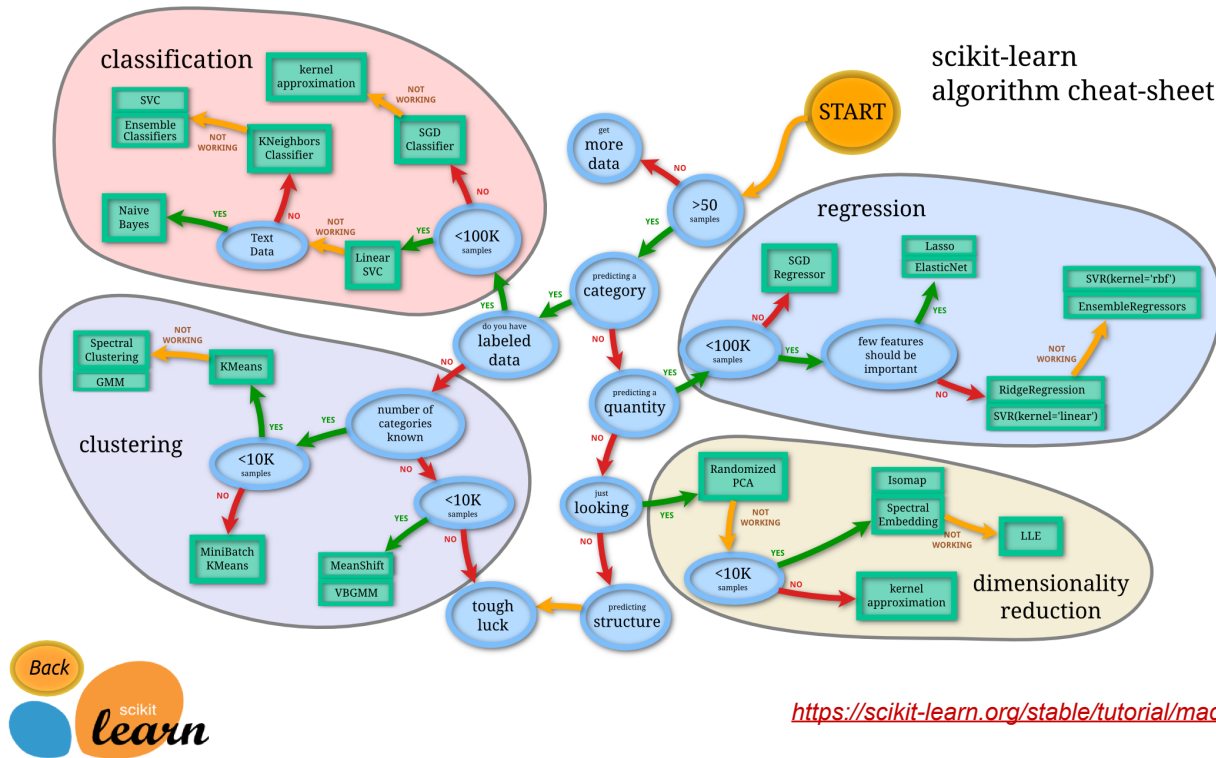 scikit-learn
algorithm cheat-sheet
START
get
more
data
NO
>50
samples
YES
predicting a
category
YES
NO
do you have
labeled
data
YES
NO
predicting a
quantity
YES
NO
just
looking
YES
NO
predicting
structure
tough
luck
classification
kernel
approximation
NOT
WORKING
SGD
Classifier
NO
<100K
samples
YES
Linear
SVC
NOT
WORKING
Text
Data
YES
Naive
Bayes
NO
KNeighbors
Classifier
NOT
WORKING
SVC
Ensemble
Classifiers
regression
<100K
samples
NO
SGD
Regressor
YES
few features
should be
important
YES
Lasso
ElasticNet
NO
RidgeRegression
SVR(kernel='linear')
NOT
WORKING
SVR(kernel='rbf')
EnsembleRegressors
clustering
number of
categories
known
YES
NO
<10K
samples
YES
KMeans
NOT
WORKING
Spectral
Clustering
GMM
NO
MiniBatch
KMeans
<10K
samples
YES
MeanShift
VBGMM
NO
dimensionality
reduction
Randomized
PCA
NOT
WORKING
<10K
samples
YES
Isomap
Spectral
Embedding
NOT
WORKING
LLE
NO
kernel
approximation
Back
scikit
learn
https://scikit-learn.org/stable/tutorial/mac